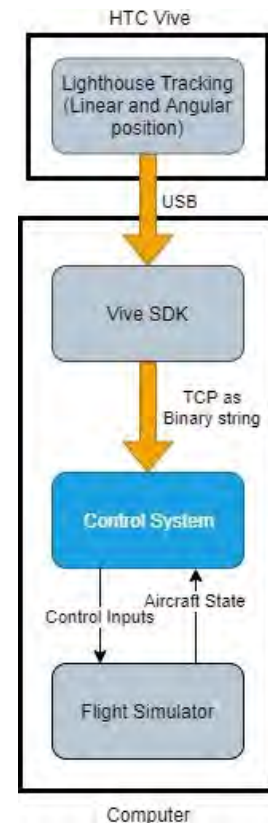 HTC Vive
Lighthouse Tracking
(Linear and Angular
position)
USB
Vive SDK
TCP as
Binary string
Control System
Aircraft State
Control Inputs
Flight Simulator
Computer